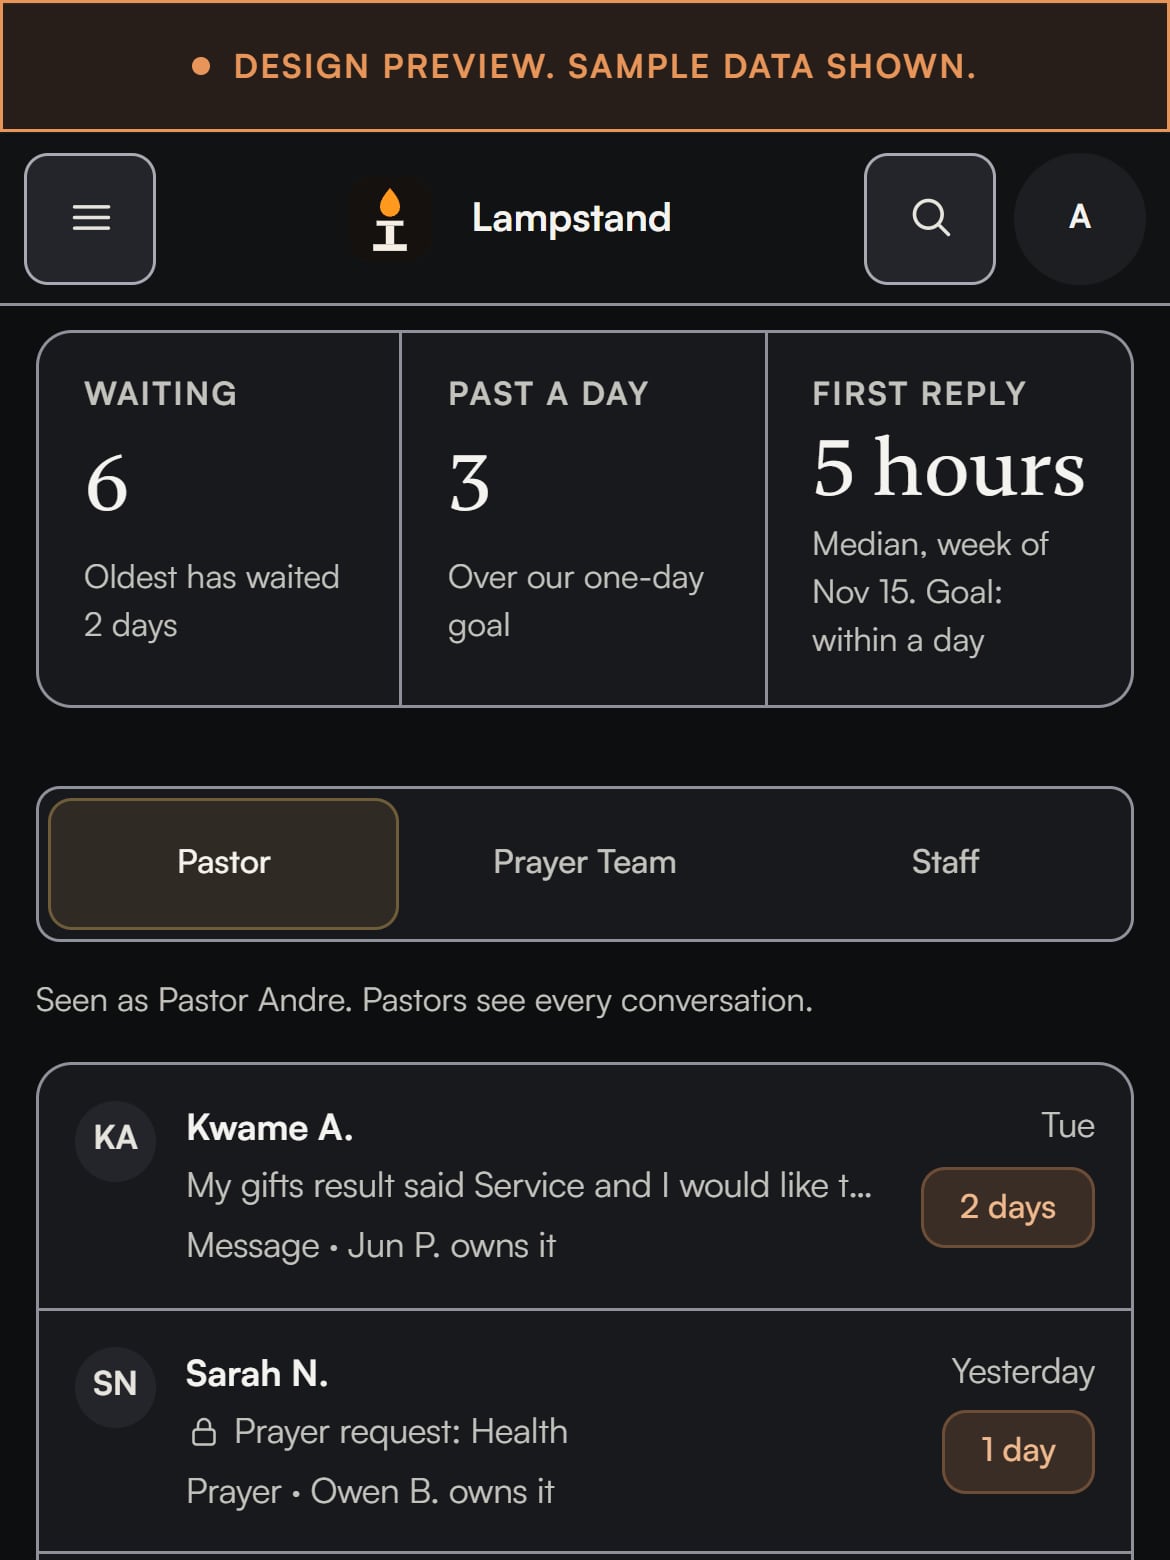 DESIGN PREVIEW. SAMPLE DATA SHOWN.
Lampstand
A
WAITING
6
Oldest has waited
2 days
PAST A DAY
3
Over our one-day
goal
FIRST REPLY
5 hours
Median, week of
Nov 15. Goal:
within a day
Pastor
Prayer Team
Staff
Seen as Pastor Andre. Pastors see every conversation.
KA
Kwame A.
Tue
My gifts result said Service and I would like t...
2 days
Message • Jun P. owns it
SN
Sarah N.
Yesterday
Prayer request: Health
1 day
Prayer • Owen B. owns it